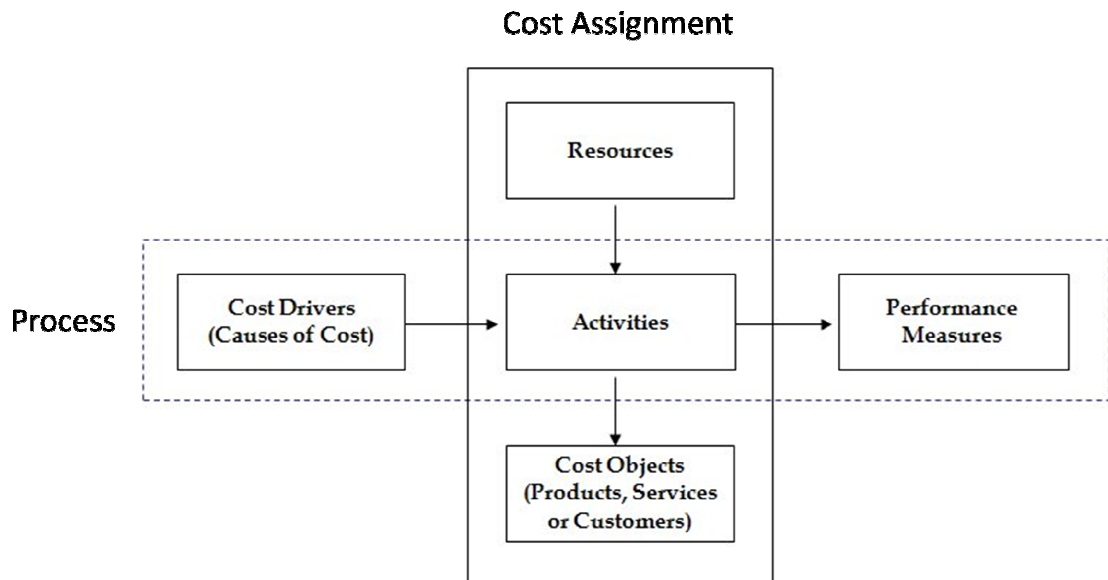 Cost Assignment
Resources
Process
Cost Drivers
(Causes of Cost)
Activities
Performance
Measures
Cost Objects
(Products, Services
or Customers)